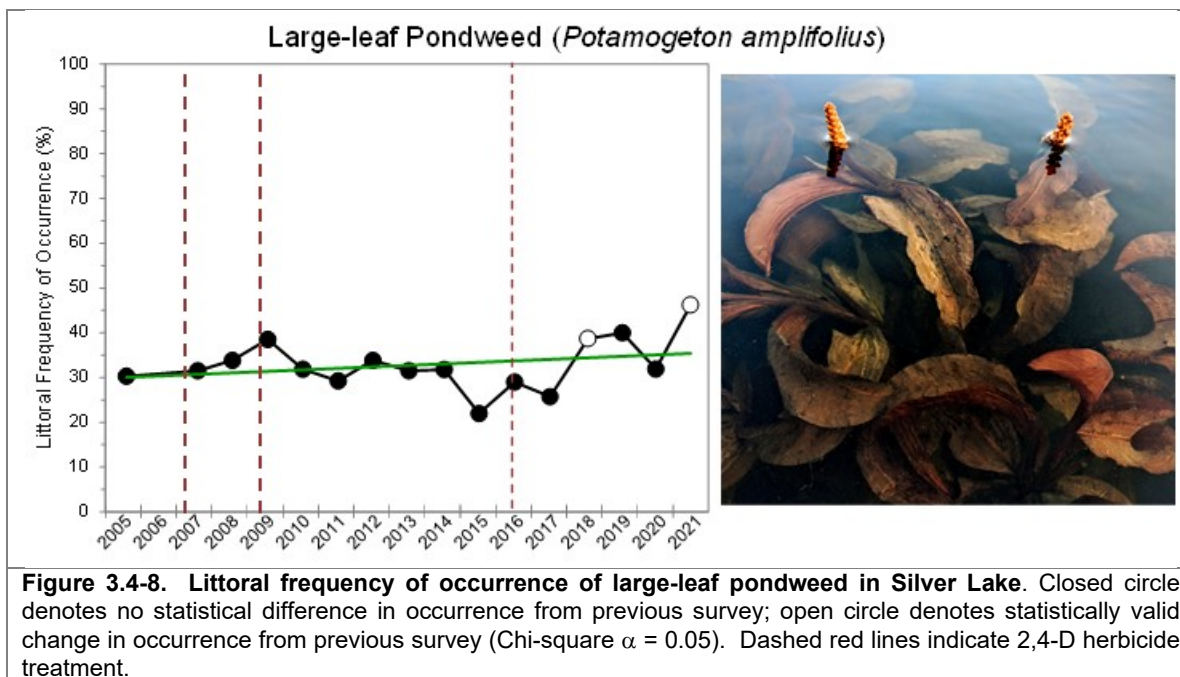 Large-leaf Pondweed (Potamogeton amplifolius)
Littoral Frequency of Occurrence (%)
100
90
80
70
60
50
40
30
20
10
0
2005 2006 2007 2008 2009 2010 2011 2012 2013 2014 2015 2016 2017 2018 2019 2020 2021
Figure 3.4-8. Littoral frequency of occurrence of large-leaf pondweed in Silver Lake. Closed circle
denotes no statistical difference in occurrence from previous survey; open circle denotes statistically valid
change in occurrence from previous survey (Chi-square α = 0.05). Dashed red lines indicate 2,4-D herbicide
treatment.